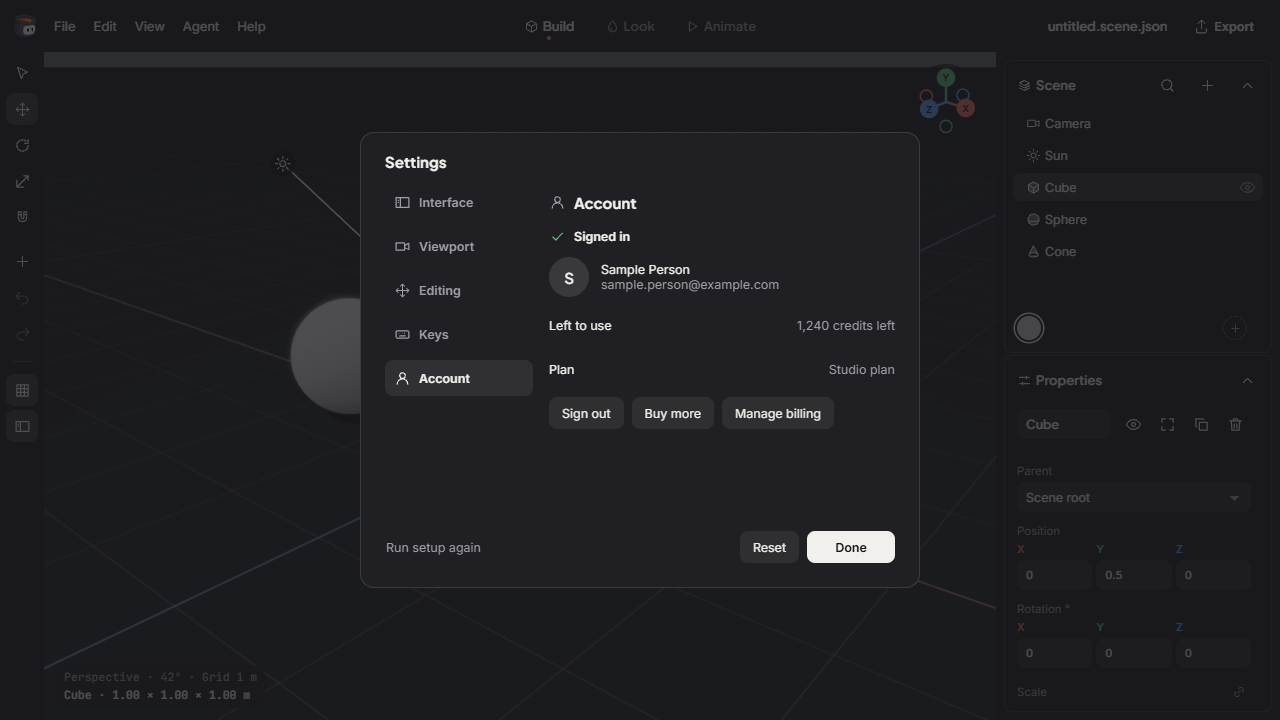 File Edit View Agent Help
Build Look Animate
untitled.scene.json Export
Y
Z X
Scene
Camera
Sun
Cube
Sphere
Cone
Settings
Interface
Viewport
Editing
Keys
Account
Account
Signed in
S
Sample Person
sample.person@example.com
Left to use 1,240 credits left
Plan Studio plan
Sign out Buy more Manage billing
Run setup again Reset Done
Properties
Cube
Parent
Scene root
Position
X Y Z
0 0.5 0
Rotation *
X Y Z
0 0 0
Scale
Perspective · 42° · Grid 1 m
Cube · 1.00 × 1.00 × 1.00 m